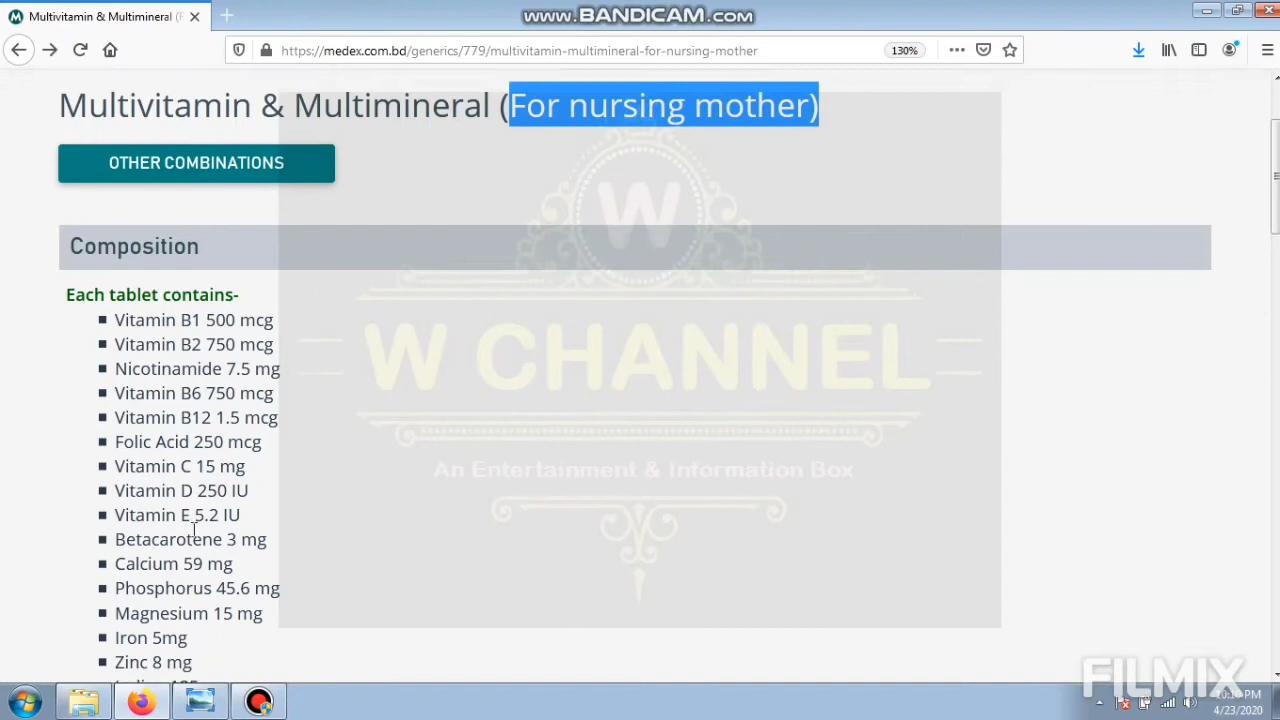 Multivitamin & Multimineral (F
www.BANDICAM.com
https://medex.com.bd/generics/779/multivitamin-multimineral-for-nursing-mother
130%
Multivitamin & Multimineral (For nursing mother)
OTHER COMBINATIONS
W
Composition
Each tablet contains-
Vitamin B1 500 mcg
Vitamin B2 750 mcg
W CHANNEL
Nicotinamide 7.5 mg
Vitamin B6 750 mcg
Vitamin B12 1.5 mcg
Folic Acid 250 mcg
Vitamin C 15 mg
An Entertainment & Information Box
Vitamin D 250 IU
Vitamin E 5.2 IU
Betacarotene 3 mg
Calcium 59 mg
Phosphorus 45.6 mg
Magnesium 15 mg
Iron 5mg
Zinc 8 mg
FILMIX
PM
4/23/2020